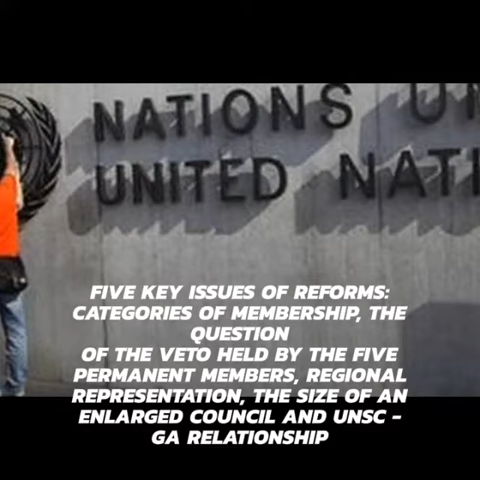 NATIONS UN
UNITED NATI
FIVE KEY ISSUES OF REFORMS:
CATEGORIES OF MEMBERSHIP, THE
QUESTION
OF THE VETO HELD BY THE FIVE
PERMANENT MEMBERS, REGIONAL
REPRESENTATION, THE SIZE OF AN
ENLARGED COUNCIL AND UNSC -
GA RELATIONSHIP